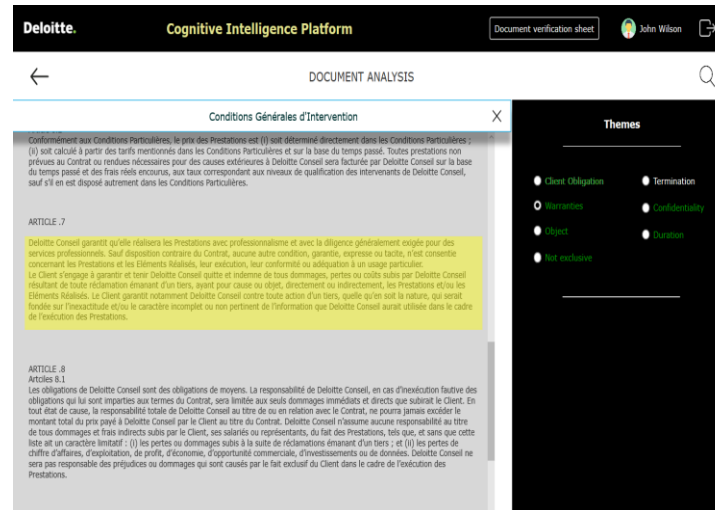 Deloitte.
Cognitive Intelligence Platform
Document verification sheet
John Wilson
DOCUMENT ANALYSIS
Conditions Générales d'Intervention
X
Conformément aux Conditions Particulières, le prix des Prestations est (i) soit déterminé directement dans les Conditions Particulières ;
(ii) soit calculé à partir des tarifs mentionnés dans les Conditions Particulières et sur la base du temps passé. Toutes prestations non
prévues au Contrat ou rendues nécessaires pour des causes extérieures à Deloitte Conseil sera facturée par Deloitte Conseil sur la base
du temps passé et des frais réels encourus, aux taux correspondant aux niveaux de qualification des intervenants de Deloitte Conseil,
sauf s'il en est disposé autrement dans les Conditions Particulières.
ARTICLE .7
Deloitte Conseil garantit qu'elle réalisera les Prestations avec professionnalisme et avec la diligence généralement exigée pour des
services professionnels. Sauf disposition contraire du Contrat, aucune autre condition, garantie, expresse ou tacite, n'est consentie
concernant les Prestations et les Eléments Réalisés, leur exécution, leur conformité ou adéquation à un usage particulier.
Le Client s'engage à garantir et tenir Deloitte Conseil quitte et indemne de tous dommages, pertes ou coûts subis par Deloitte Conseil
résultant de toute réclamation émanant d'un tiers, ayant pour cause ou objet, directement ou indirectement, les Prestations et/ou les
Eléments Réalisés. Le Client garantit notamment Deloitte Conseil contre toute action d'un tiers, quelle qu'en soit la nature, qui serait
fondée sur l'inexactitude et/ou le caractère incomplet ou non pertinent de l'information que Deloitte Conseil aurait utilisée dans le cadre
de l'exécution des Prestations.
ARTICLE .8
Artcles 8.1
Les obligations de Deloitte Conseil sont des obligations de moyens. La responsabilité de Deloitte Conseil, en cas d'inexécution fautive des
obligations qui lui sont imparties aux termes du Contrat, sera limitée aux seuls dommages immédiats et directs que subirait le Client. En
tout état de cause, la responsabilité totale de Deloitte Conseil au titre de ou en relation avec le Contrat, ne pourra jamais excéder le
montant total du prix payé à Deloitte Conseil par le Client au titre du Contrat. Deloitte Conseil n'assume aucune responsabilité au titre
de tous dommages et frais indirects subis par le Client, ses salariés ou représentants, du fait des Prestations, tels que, et sans que cette
liste ait un caractère limitatif : (i) les pertes ou dommages subis à la suite de réclamations émanant d'un tiers ; et (ii) les pertes de
chiffre d'affaires, d'exploitation, de profit, d'économie, d'opportunité commerciale, d'investissements ou de données. Deloitte Conseil ne
sera pas responsable des préjudices ou dommages qui sont causés par le fait exclusif du Client dans le cadre de l'exécution des
Prestations.
Themes
Client Obligation
Termination
Warranties
Confidentiality
Object
Duration
Not exclusive